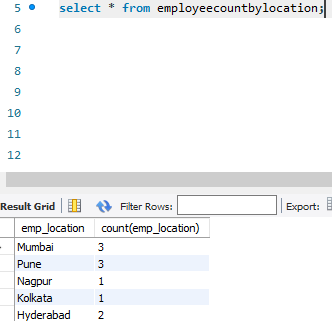 5 select * from employeecountbylocation;
6
7
8
9
10
11
12
Result Grid Filter Rows: Export:
emp_location count(emp_location)
Mumbai 3
Pune 3
Nagpur 1
Kolkata 1
Hyderabad 2